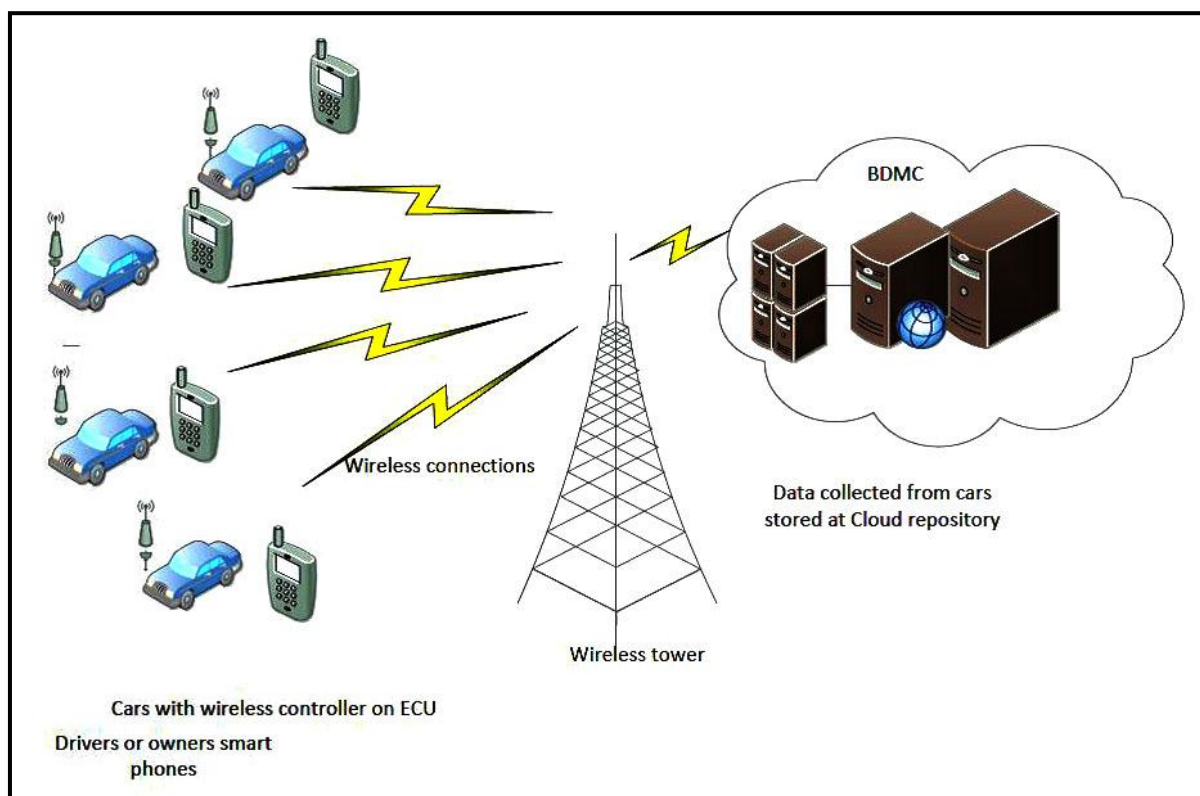 BDMC
Wireless connections
Data collected from cars
stored at Cloud repository
Wireless tower
Cars with wireless controller on ECU
Drivers or owners smart
phones